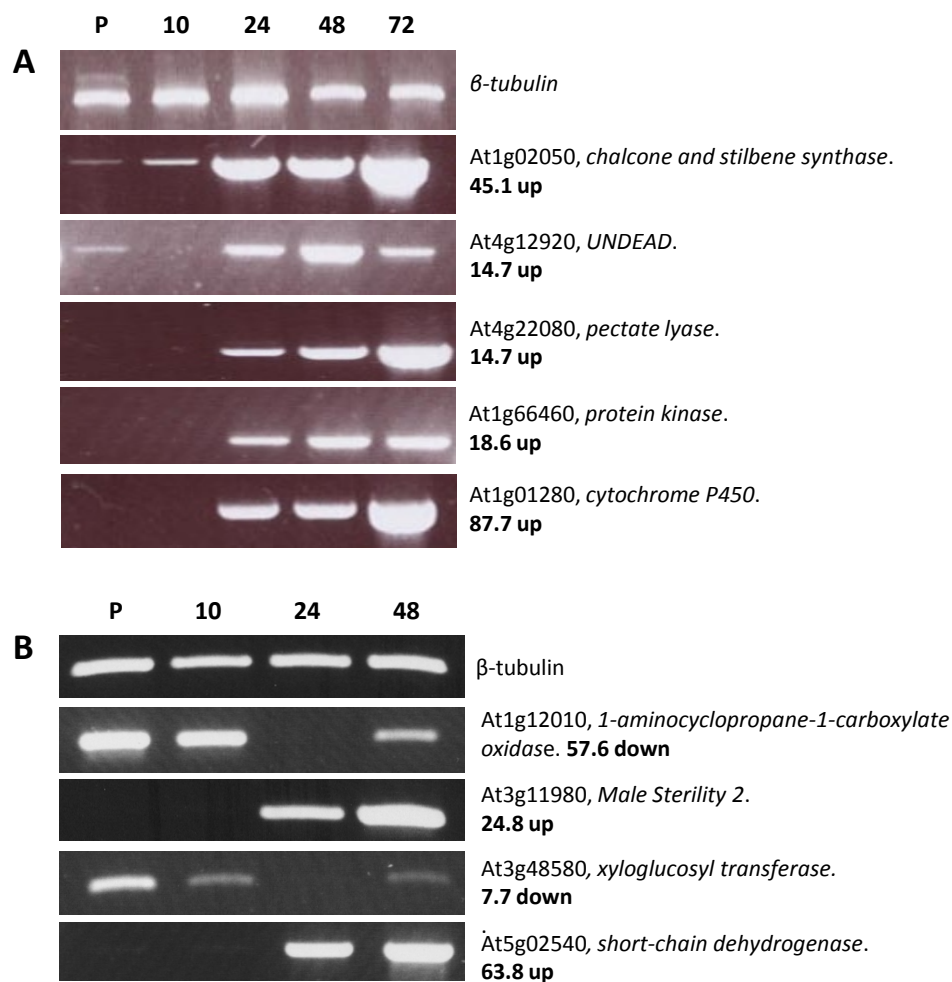 P 10 24 48 72
A
β-tubulin
At1g02050, chalcone and stilbene synthase.
45.1 up
At4g12920, UNDEAD.
14.7 up
At4g22080, pectate lyase.
14.7 up
At1g66460, protein kinase.
18.6 up
At1g01280, cytochrome P450.
87.7 up
P 10 24 48
B
β-tubulin
At1g12010, 1-aminocyclopropane-1-carboxylate
oxidase. 57.6 down
At3g11980, Male Sterility 2.
24.8 up
At3g48580, xyloglucosyl transferase.
7.7 down
.
At5g02540, short-chain dehydrogenase.
63.8 up